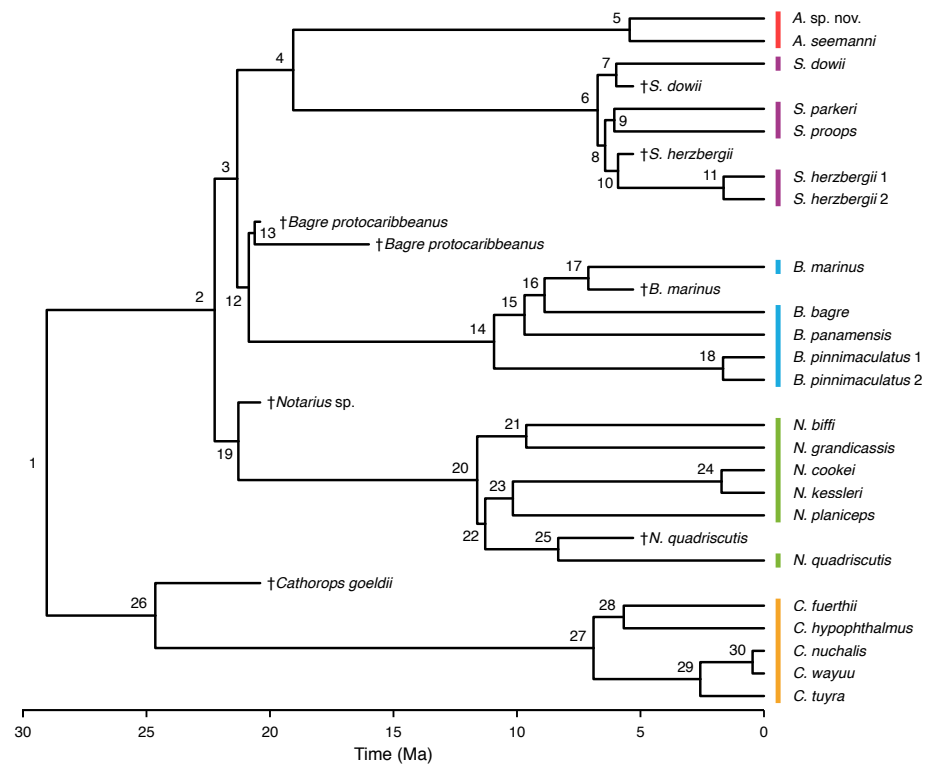 5
A. sp. nov.
A. seemanni
4
7
S. dowii
†S. dowii
6
S. parkeri
9
S. proops
8
†S. herzbergii
3
10
11
S. herzbergii 1
S. herzbergii 2
†Bagre protocaribbeanus
13
†Bagre protocaribbeanus
17
B. marinus
16
†B. marinus
2
12
15
B. bagre
14
B. panamensis
18
B. pinnimaculatus 1
B. pinnimaculatus 2
†Notarius sp.
21
N. biffi
19
N. grandicassis
1
20
24
N. cookei
23
N. kessleri
N. planiceps
22
25
†N. quadriscutis
N. quadriscutis
†Cathorops goeldii
26
28
C. fuerthii
27
C. hypophthalmus
30
C. nuchalis
29
C. wayuu
C. tuyra
30
25
20
15
10
5
0
Time (Ma)